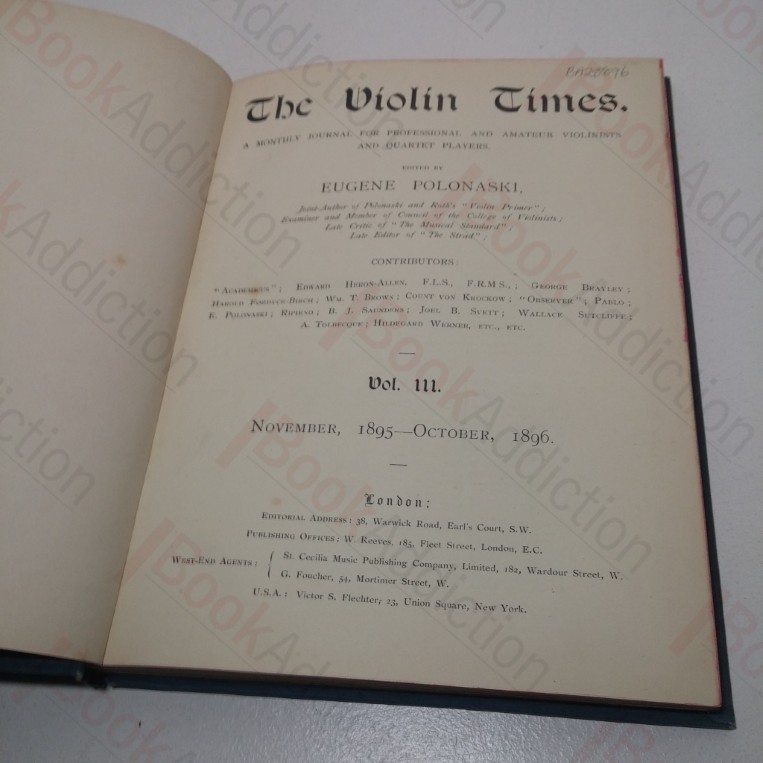 BA28896
The Violin Times.
A MONTHLY JOURNAL FOR PROFESSIONAL AND AMATEUR VIOLINISTS
AND QUARTET PLAYERS.
EDITED BY
EUGENE POLONASKI,
Joint-Author of Polonaski and Roth's "Violin Primer";
Examiner and Member of Council of the College of Violinists;
Late Critic of "The Musical Standard";
Late Editor of "The Strad";
CONTRIBUTORS:
"ACADEMICUS"; EDWARD HERON-ALLEN, F.L.S., F.R.M.S.,; GEORGE BRAYLEY;
HAROLD FORDYUS-BIRCH; WM. T. BROWN; COUNT VON KROCKOW; "OBSERVER"; PABLO;
E. POLONASKI; RIPIENO; B. J. SAUNDERS; JOEL B. SVETT; WALLACE SUTCLIFFE;
A. TOLBECQUE; HILDEGARD WERNER, ETC., ETC.
Vol. III.
NOVEMBER, 1895—OCTOBER, 1896.
London:
EDITORIAL ADDRESS: 38, Warwick Road, Earl's Court, S.W.
PUBLISHING OFFICES: W. Reeves, 185, Fleet Street, London, E.C.
WEST-END AGENTS: { St. Cecilia Music Publishing Company, Limited, 182, Wardour Street, W.
G. Foucher, 54, Mortimer Street, W.
U.S.A.: Victor S. Flechter, 23, Union Square, New York.
BookAddiction